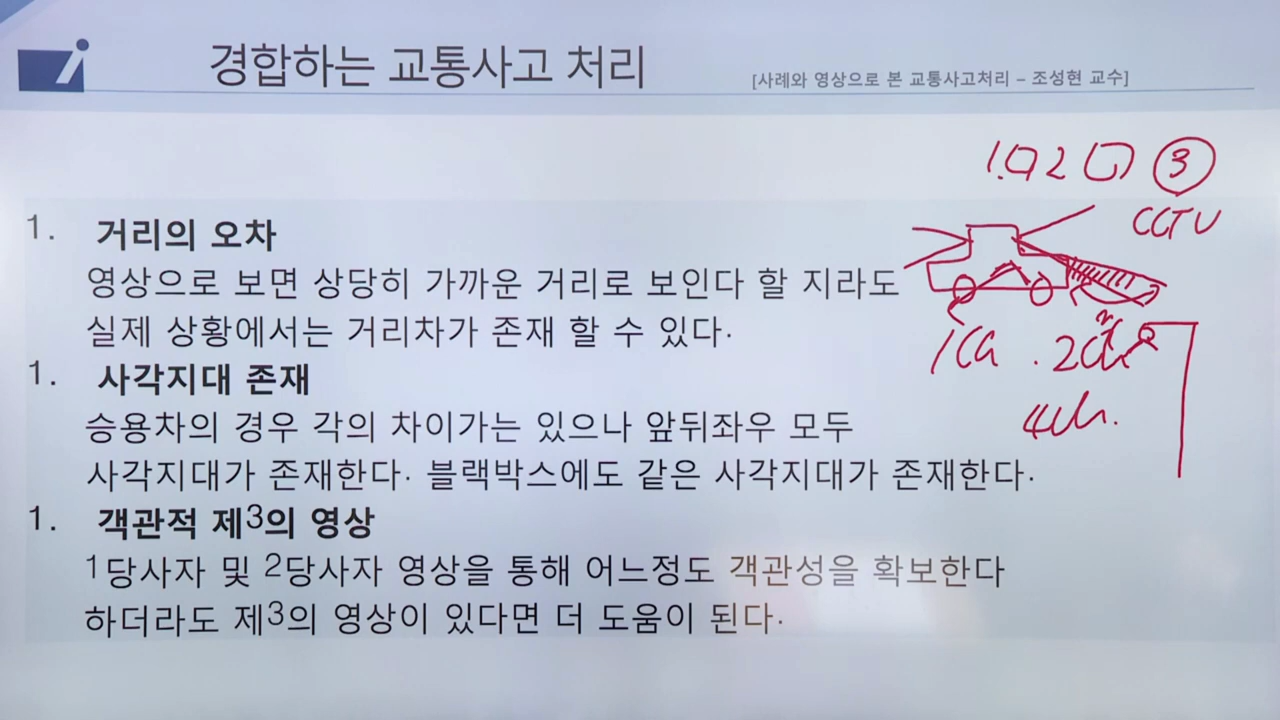 경합하는 교통사고 처리
[사례와 영상으로 본 교통사고처리 – 조성현 교수]
1. 2 3
CCTV
1. 거리의 오차
영상으로 보면 상당히 가까운 거리로 보인다 할 지라도
실제 상황에서는 거리차가 존재 할 수 있다.
1. 사각지대 존재
승용차의 경우 각의 차이가는 있으나 앞뒤좌우 모두
사각지대가 존재한다. 블랙박스에도 같은 사각지대가 존재한다.
1. 객관적 제3의 영상
1당사자 및 2당사자 영상을 통해 어느정도 객관성을 확보한다
하더라도 제3의 영상이 있다면 더 도움이 된다.
4ch.